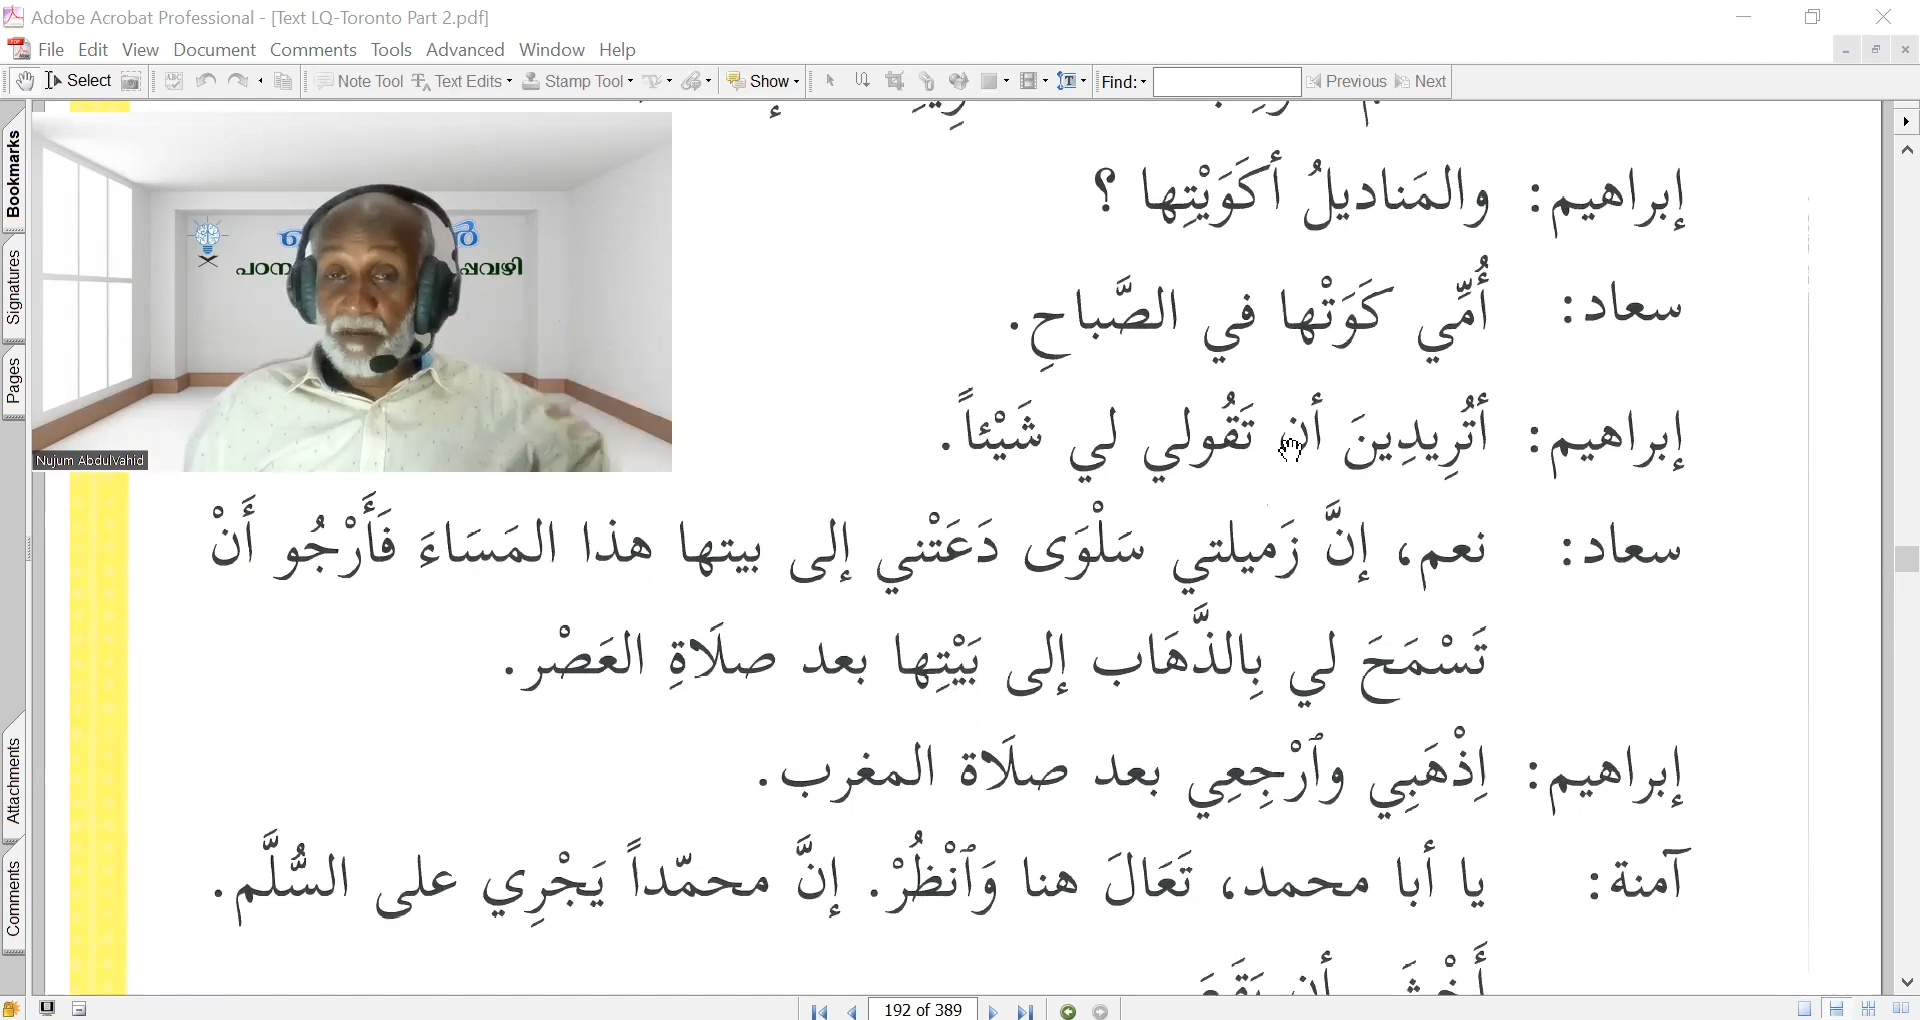 Adobe Acrobat Professional - [Text LQ-Toronto Part 2.pdf]
File Edit View Document Comments Tools Advanced Window Help
Select Note Tool Text Edits Stamp Tool Show Find: Previous Next
Bookmarks
Signatures
Pages
Attachments
Comments
Nujum AbdulVahid
إبراهيم: والمَناديلُ أكَوَيْتِها ؟
سعاد: أُمِّي كَوَتْها في الصَّباحِ.
إبراهيم: أتُرِيدِينَ أن تَقُولي لي شَيْئاً.
سعاد: نعم، إنَّ زَميلتي سَلْوَى دَعَتْني إلى بيتها هذا المَسَاءَ فَأَرْجُو أَنْ
تَسْمَحَ لي بِالذَّهَاب إلى بَيْتِها بعد صلَاةِ العَصْر.
إبراهيم: اِذْهَبِي وٱرْجِعِي بعد صلَاة المغرب.
آمنة: يا أبا محمد، تَعَالَ هنا وَٱنْظُرْ. إنَّ محمّداً يَجْرِي على السُّلَّم.
192 of 389